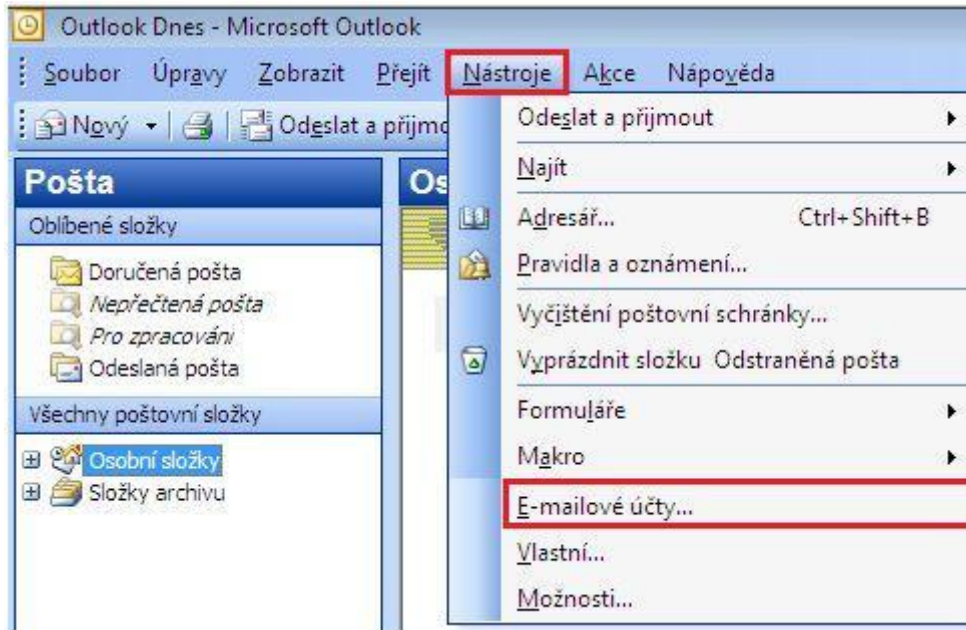 Outlook Dnes - Microsoft Outlook
Soubor Úpravy Zobrazit Přejít Nástroje Akce Nápověda
Nový Odeslat a přijmo
Pošta
Oblíbené složky
Doručená pošta
Nepřečtená pošta
Pro zpracování
Odeslaná pošta
Všechny poštovní složky
Osobní složky
Složky archivu
Os
Odeslat a přijmout
Najít
Adresář... Ctrl+Shift+B
Pravidla a oznámení...
Vyčištění poštovní schránky...
Vyprázdnit složku Odstraněná pošta
Formuláře
Makro
E-mailové účty...
Vlastní...
Možnosti...